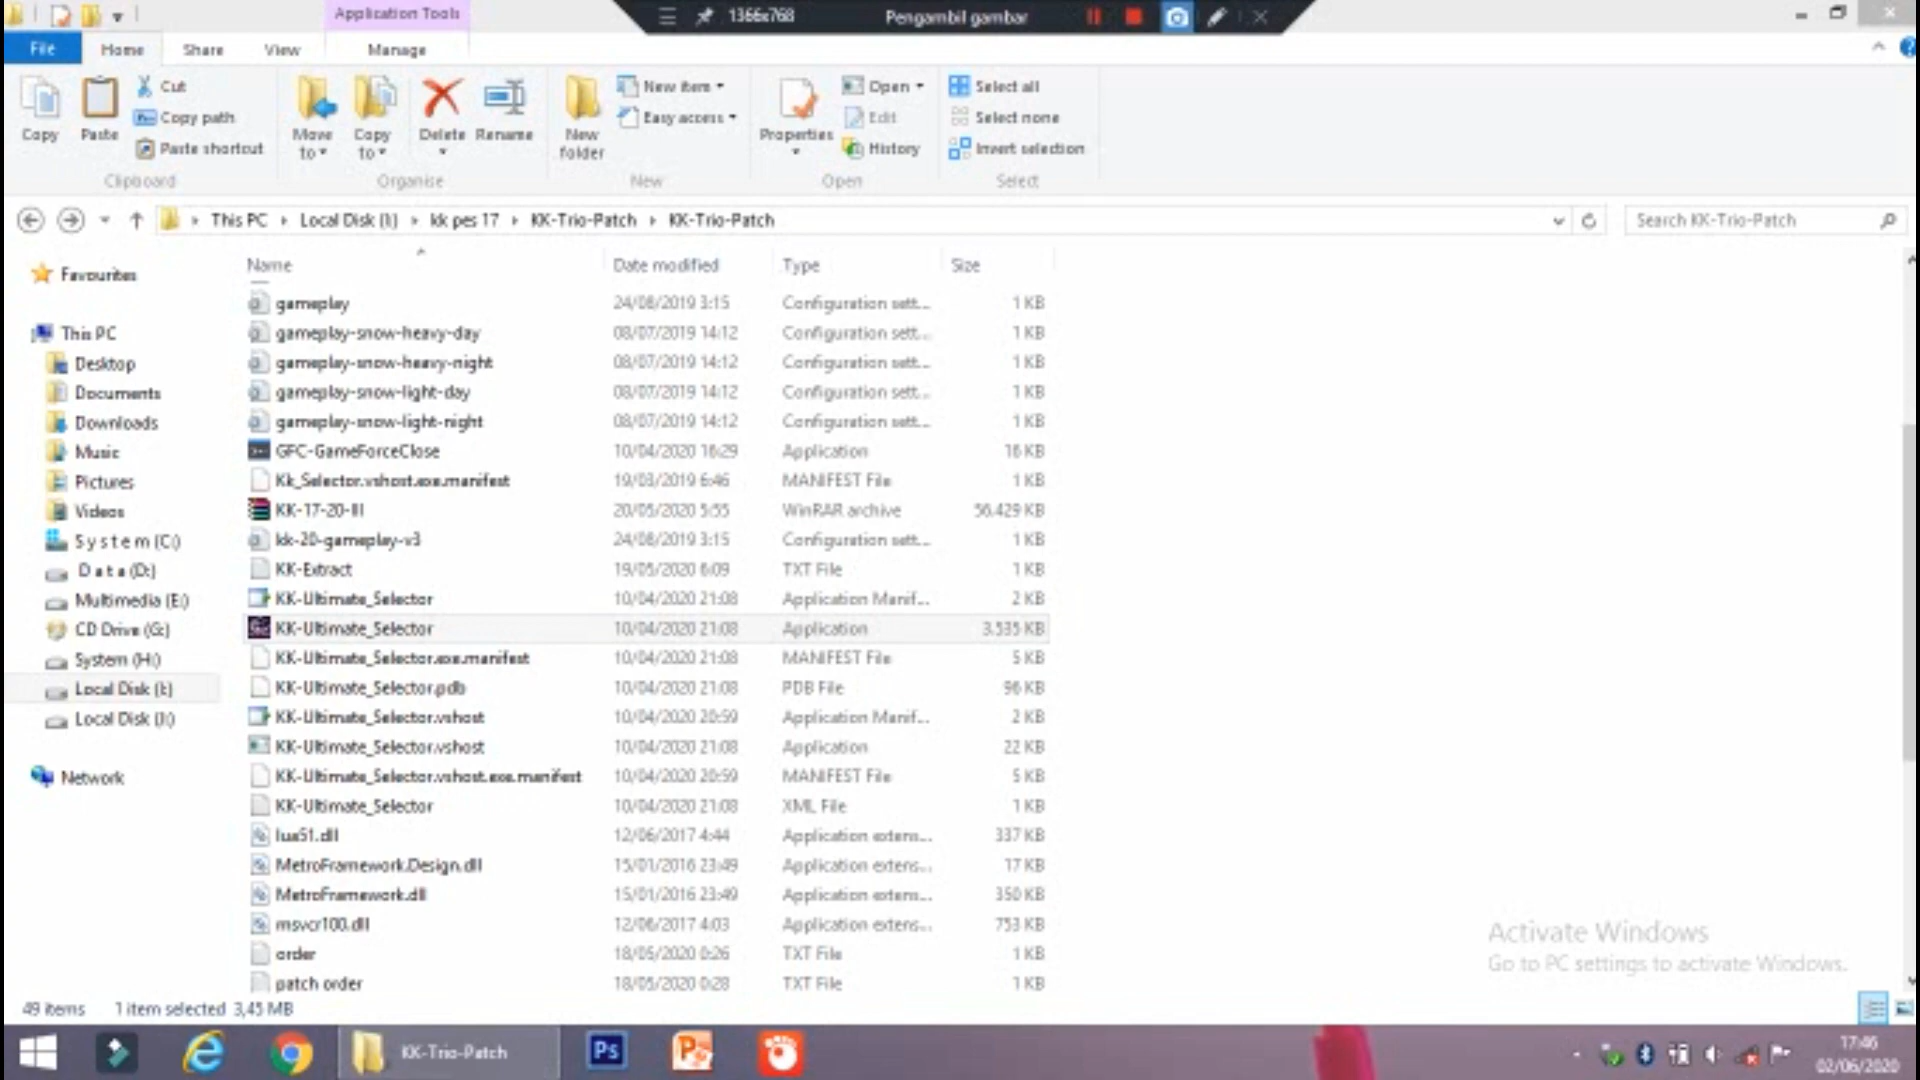 Application Tools
1366x768 Pengambil gambar
File Home Share View Manage
Copy Paste Cut Copy path Paste shortcut
Move to Copy to Delete Rename
New folder New item Easy access
Properties Open Edit History
Select all Select none Invert selection
Clipboard Organise New Open Select
This PC Local Disk (I:) kk pes 17 KK-Trio-Patch KK-Trio-Patch
Search KK-Trio-Patch
Favourites
This PC
Desktop
Documents
Downloads
Music
Pictures
Videos
S y s t e m (C:)
D a t a (D:)
Multimedia (E:)
CD Drive (G:)
System (H:)
Local Disk (I:)
Local Disk (J:)
Network
Name Date modified Type Size
gameplay 24/08/2019 3:15 Configuration sett... 1 KB
gameplay-snow-heavy-day 08/07/2019 14:12 Configuration sett... 1 KB
gameplay-snow-heavy-night 08/07/2019 14:12 Configuration sett... 1 KB
gameplay-snow-light-day 08/07/2019 14:12 Configuration sett... 1 KB
gameplay-snow-light-night 08/07/2019 14:12 Configuration sett... 1 KB
GFC-GameForceClose 10/04/2020 16:29 Application 16 KB
Kk_Selector.vshost.exe.manifest 19/03/2019 6:46 MANIFEST File 1 KB
KK-17-20-III 20/05/2020 5:55 WinRAR archive 56.429 KB
kk-20-gameplay-v3 24/08/2019 3:15 Configuration sett... 1 KB
KK-Extract 19/05/2020 6:09 TXT File 1 KB
KK-Ultimate_Selector 10/04/2020 21:08 Application Manif... 2 KB
KK-Ultimate_Selector 10/04/2020 21:08 Application 3.535 KB
KK-Ultimate_Selector.exe.manifest 10/04/2020 21:08 MANIFEST File 5 KB
KK-Ultimate_Selector.pdb 10/04/2020 21:08 PDB File 96 KB
KK-Ultimate_Selector.vshost 10/04/2020 20:59 Application Manif... 2 KB
KK-Ultimate_Selector.vshost 10/04/2020 21:08 Application 22 KB
KK-Ultimate_Selector.vshost.exe.manifest 10/04/2020 20:59 MANIFEST File 5 KB
KK-Ultimate_Selector 10/04/2020 21:08 XML File 1 KB
lua51.dll 12/06/2017 4:44 Application extens... 337 KB
MetroFramework.Design.dll 15/01/2016 23:49 Application extens... 17 KB
MetroFramework.dll 15/01/2016 23:49 Application extens... 350 KB
msvcr100.dll 12/06/2017 4:03 Application extens... 753 KB
order 18/05/2020 0:26 TXT File 1 KB
patch order 18/05/2020 0:28 TXT File 1 KB
Activate Windows
Go to PC settings to activate Windows.
49 items 1 item selected 3,45 MB
KK-Trio-Patch
Ps
17:46
02/06/2020